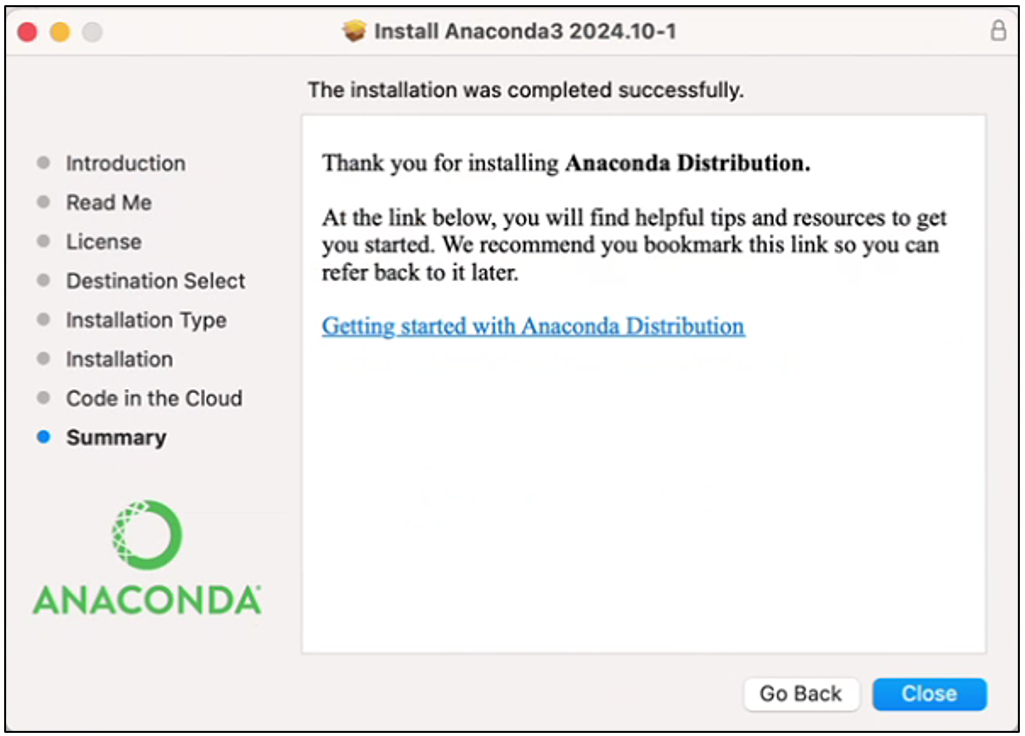 Install Anaconda3 2024.10-1
The installation was completed successfully.
Introduction
Read Me
License
Destination Select
Installation Type
Installation
Code in the Cloud
Summary
ANACONDA
Thank you for installing Anaconda Distribution.
At the link below, you will find helpful tips and resources to get
you started. We recommend you bookmark this link so you can
refer back to it later.
Getting started with Anaconda Distribution
Go Back
Close